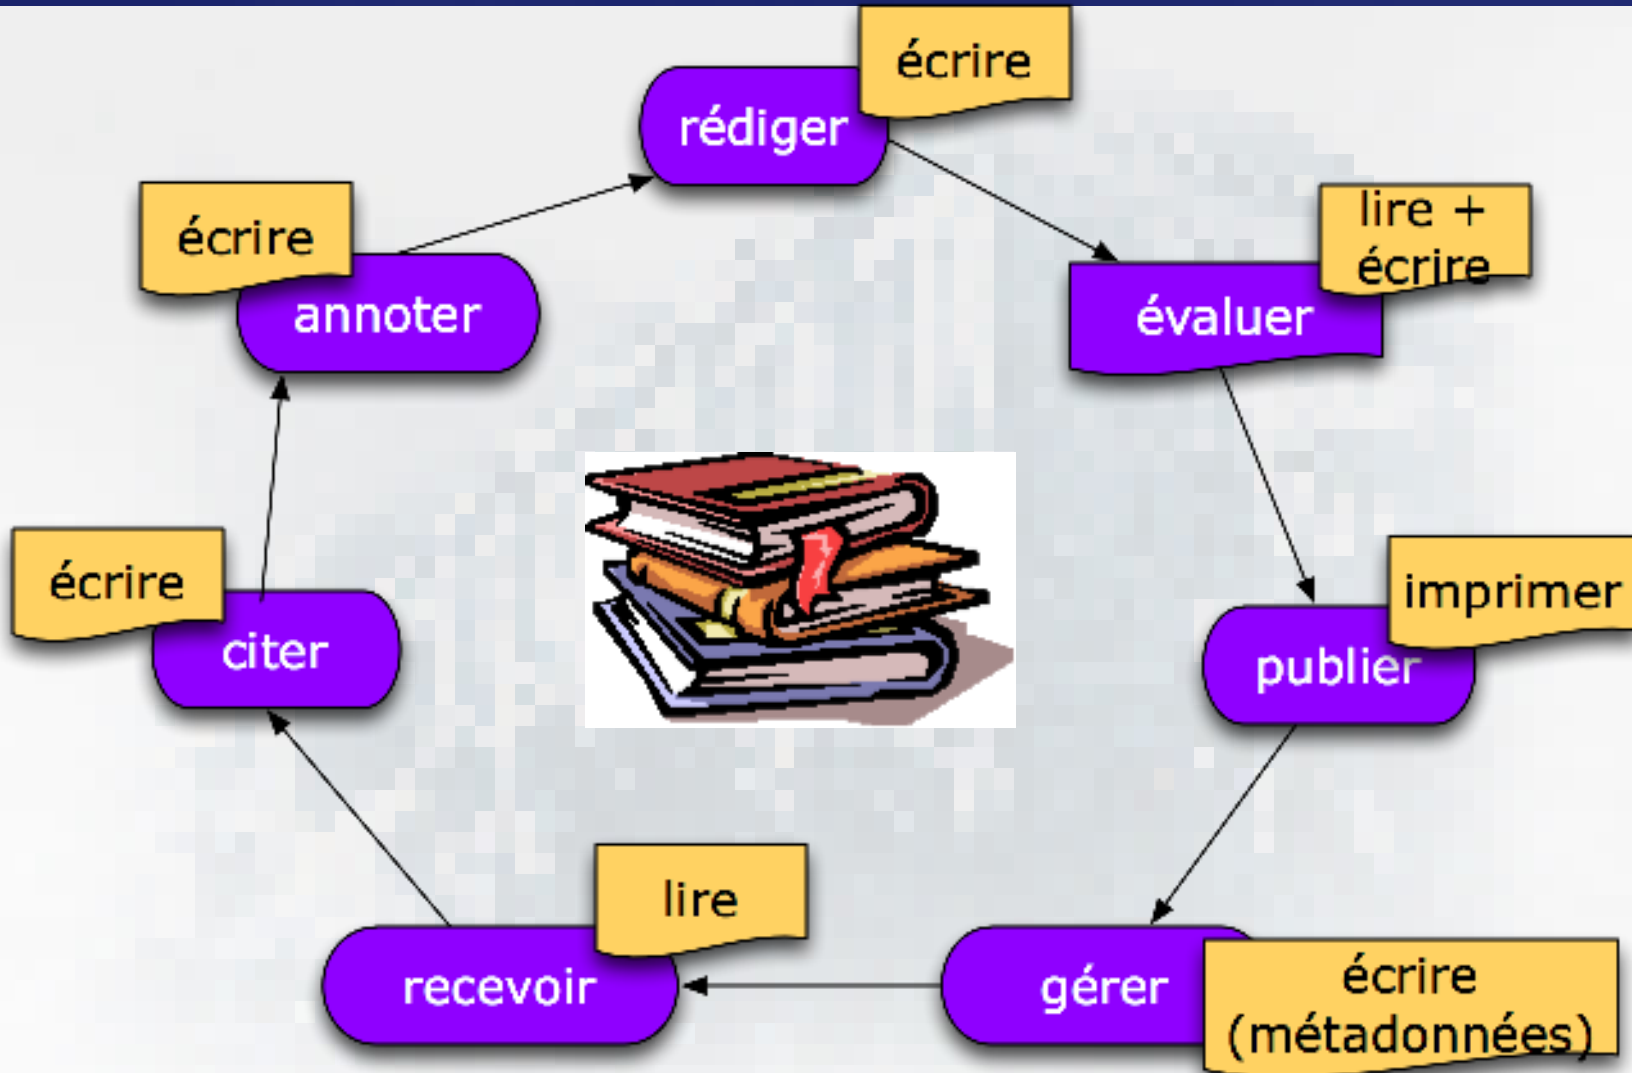 écrire
rédiger
lire +
écrire
écrire
annoter
évaluer
écrire
imprimer
citer
publier
lire
recevoir
gérer
écrire
(métadonnées)